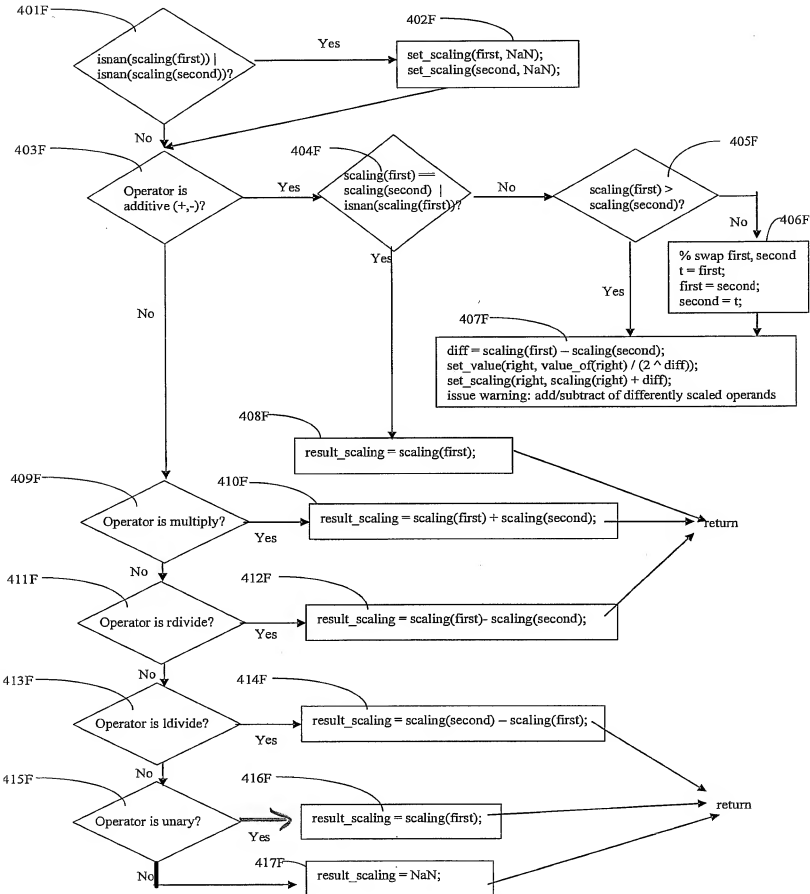 401F
isnan(scaling(first)) |
isnan(scaling(second))?
Yes
402F
set_scaling(first, NaN);
set_scaling(second, NaN);
No
403F
Operator is
additive (+,-)?
Yes
404F
scaling(first) ==
scaling(second) |
isnan(scaling(first))?
No
405F
scaling(first) >
scaling(second)?
No
406F
% swap first, second
t = first;
first = second;
second = t;
Yes
Yes
No
407F
diff = scaling(first) – scaling(second);
set_value(right, value_of(right) / (2 ^ diff));
set_scaling(right, scaling(right) + diff);
issue warning: add/subtract of differently scaled operands
408F
result_scaling = scaling(first);
409F
Operator is multiply?
Yes
410F
result_scaling = scaling(first) + scaling(second);
return
No
411F
Operator is rdivide?
Yes
412F
result_scaling = scaling(first)- scaling(second);
No
413F
Operator is ldivide?
Yes
414F
result_scaling = scaling(second) – scaling(first);
No
415F
Operator is unary?
Yes
416F
result_scaling = scaling(first);
return
No
417F
result_scaling = NaN;